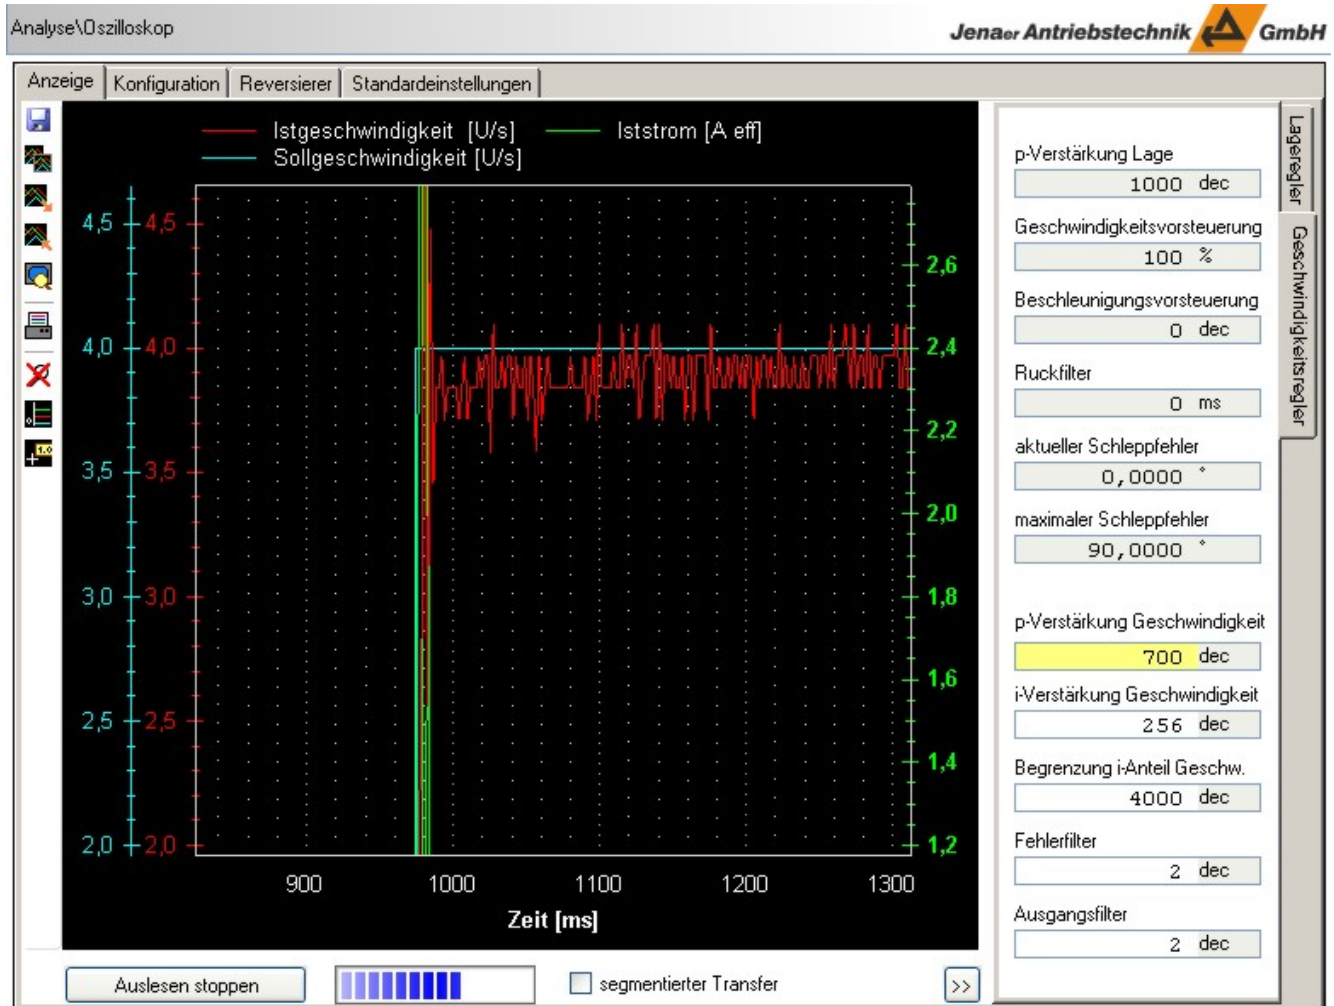 Analyse\Oszilloskop
Jenaer Antriebstechnik GmbH
Anzeige Konfiguration Reversierer Standardeinstellungen
Istgeschwindigkeit [U/s] Iststrom [A eff]
Sollgeschwindigkeit [U/s]
4,5 4,5
4,0 4,0
3,5 3,5
3,0 3,0
2,5 2,5
2,0 2,0
2,6
2,4
2,2
2,0
1,8
1,6
1,4
1,2
900 1000 1100 1200 1300
Zeit [ms]
p-Verstärkung Lage
1000 dec
Geschwindigkeitsvorsteuerung
100 %
Beschleunigungsvorsteuerung
0 dec
Ruckfilter
0 ms
aktueller Schleppfehler
0,0000 °
maximaler Schleppfehler
90,0000 °
p-Verstärkung Geschwindigkeit
700 dec
i-Verstärkung Geschwindigkeit
256 dec
Begrenzung i-Anteil Geschw.
4000 dec
Fehlerfilter
2 dec
Ausgangsfilter
2 dec
Lageregler
Geschwindigkeitsregler
Auslesen stoppen
segmentierter Transfer
>>